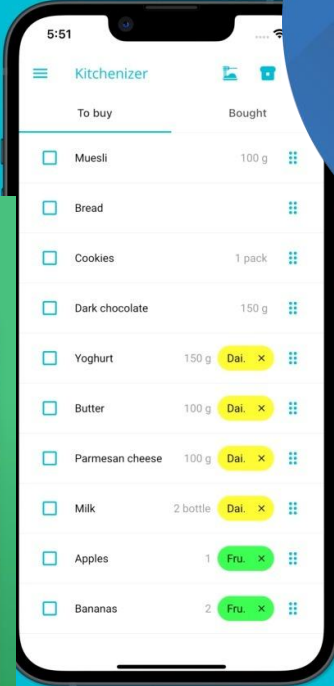 5:51
Kitchenizer
To buy Bought
Muesli 100 g
Bread
Cookies 1 pack
Dark chocolate 150 g
Yoghurt 150 g Dai. ×
Butter 100 g Dai. ×
Parmesan cheese 100 g Dai. ×
Milk 2 bottle Dai. ×
Apples 1 Fru. ×
Bananas 2 Fru. ×